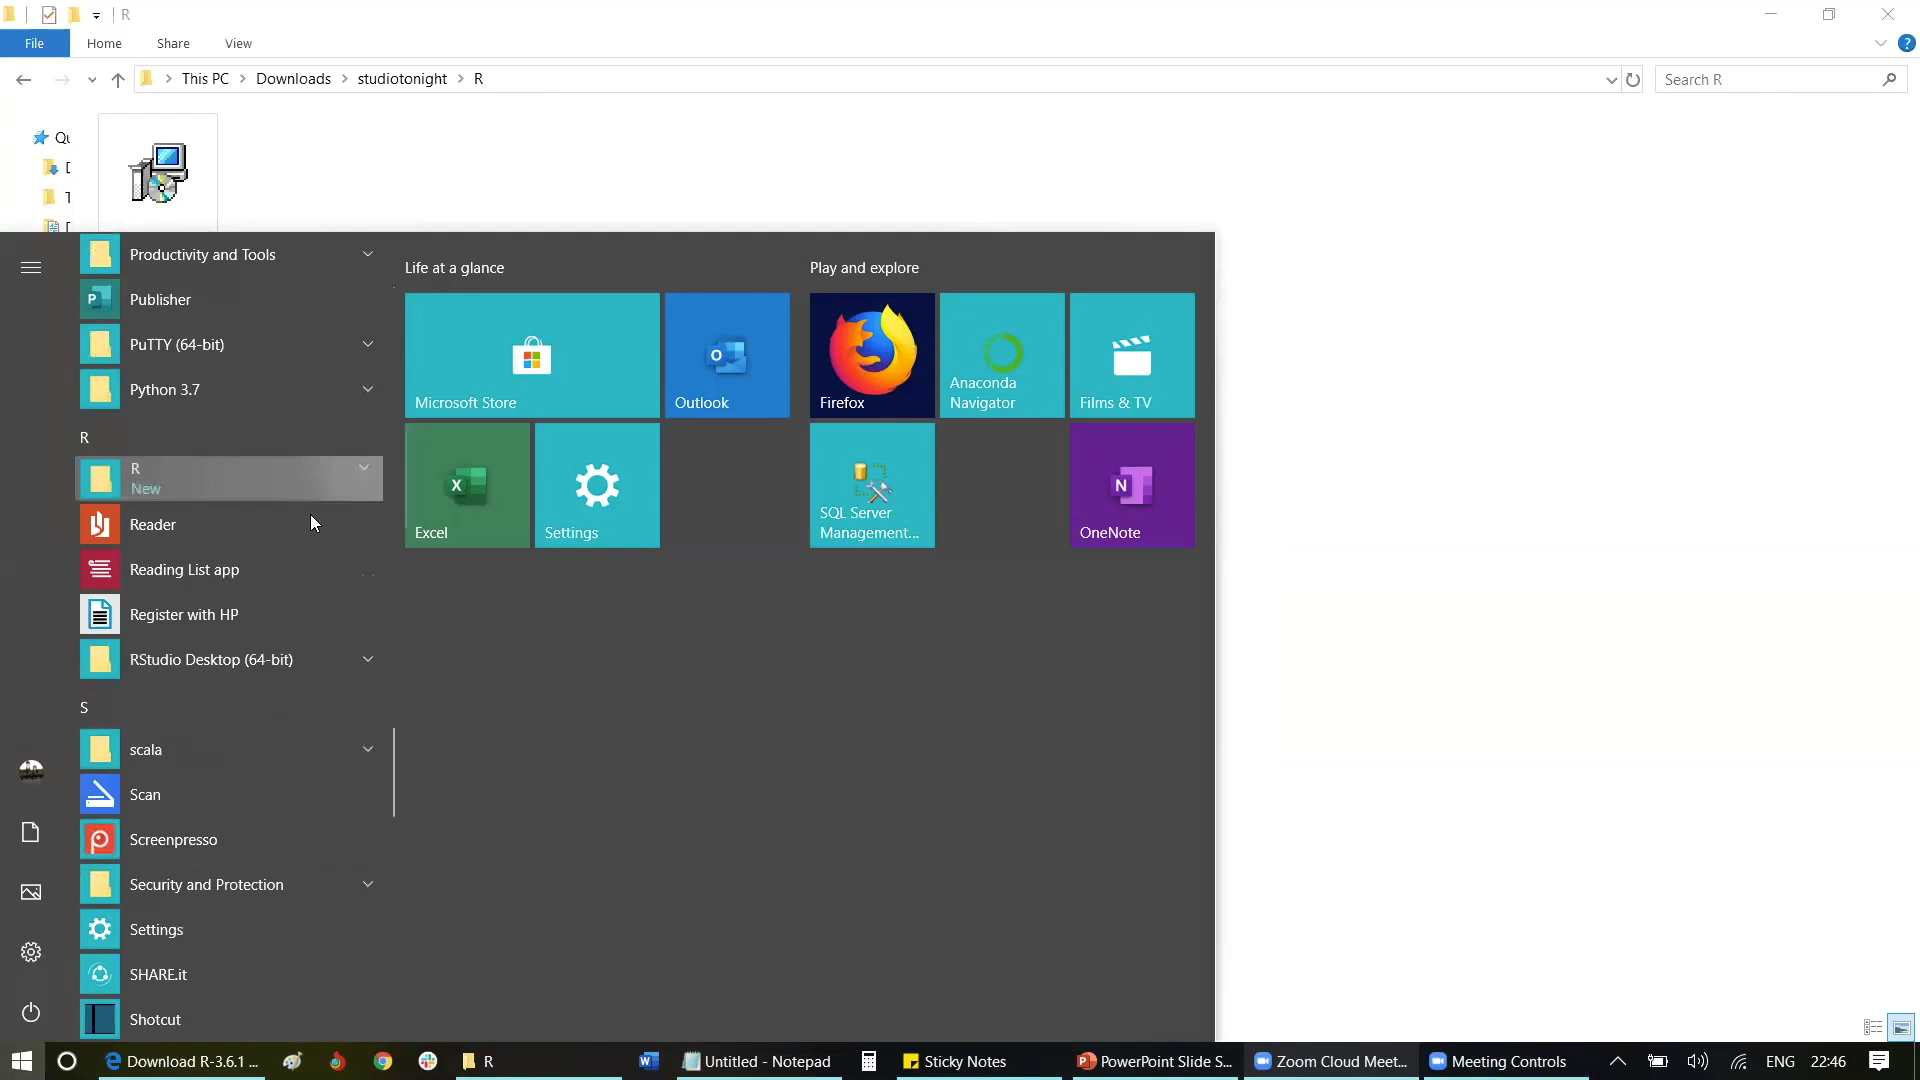 R
File
Home
Share
View
This PC
Downloads
studiotonight
R
Search R
Qu
Productivity and Tools
Publisher
PuTTY (64-bit)
Python 3.7
R
R
New
Reader
Reading List app
Register with HP
RStudio Desktop (64-bit)
S
scala
Scan
Screenpresso
Security and Protection
Settings
SHARE.it
Shotcut
Life at a glance
Microsoft Store
Outlook
Excel
Settings
Play and explore
Firefox
Anaconda
Navigator
Films & TV
SQL Server
Management...
OneNote
Download R-3.6.1 ...
R
Untitled - Notepad
Sticky Notes
PowerPoint Slide S...
Zoom Cloud Meet...
Meeting Controls
ENG
22:46